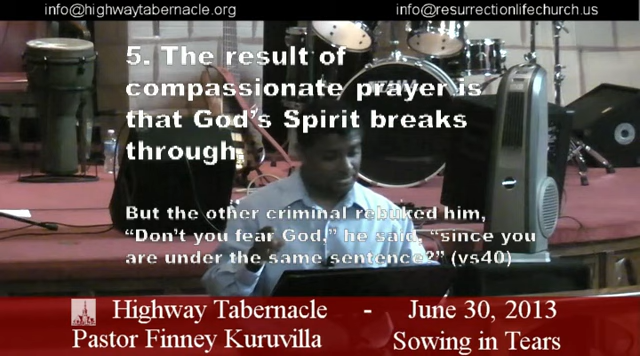 info@highwaytabernacle.org info@resurrectionlifechurch.us
5. The result of
compassionate prayer is
that God's Spirit breaks
through.
But the other criminal rebuked him,
"Don't you fear God," he said, "since you
are under the same sentence?" (vs40)
Highway Tabernacle - June 30, 2013
Pastor Finney Kuruvilla Sowing in Tears